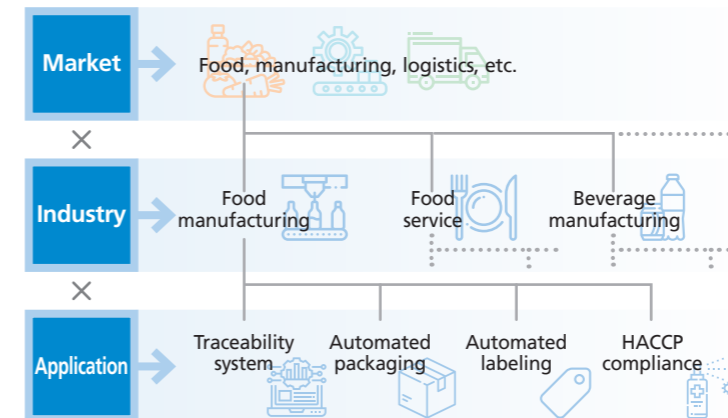 Market
Food, manufacturing, logistics, etc.
×
Industry
Food
manufacturing
Food
service
Beverage
manufacturing
×
Application
Traceability
system
Automated
packaging
Automated
labeling
HACCP
compliance